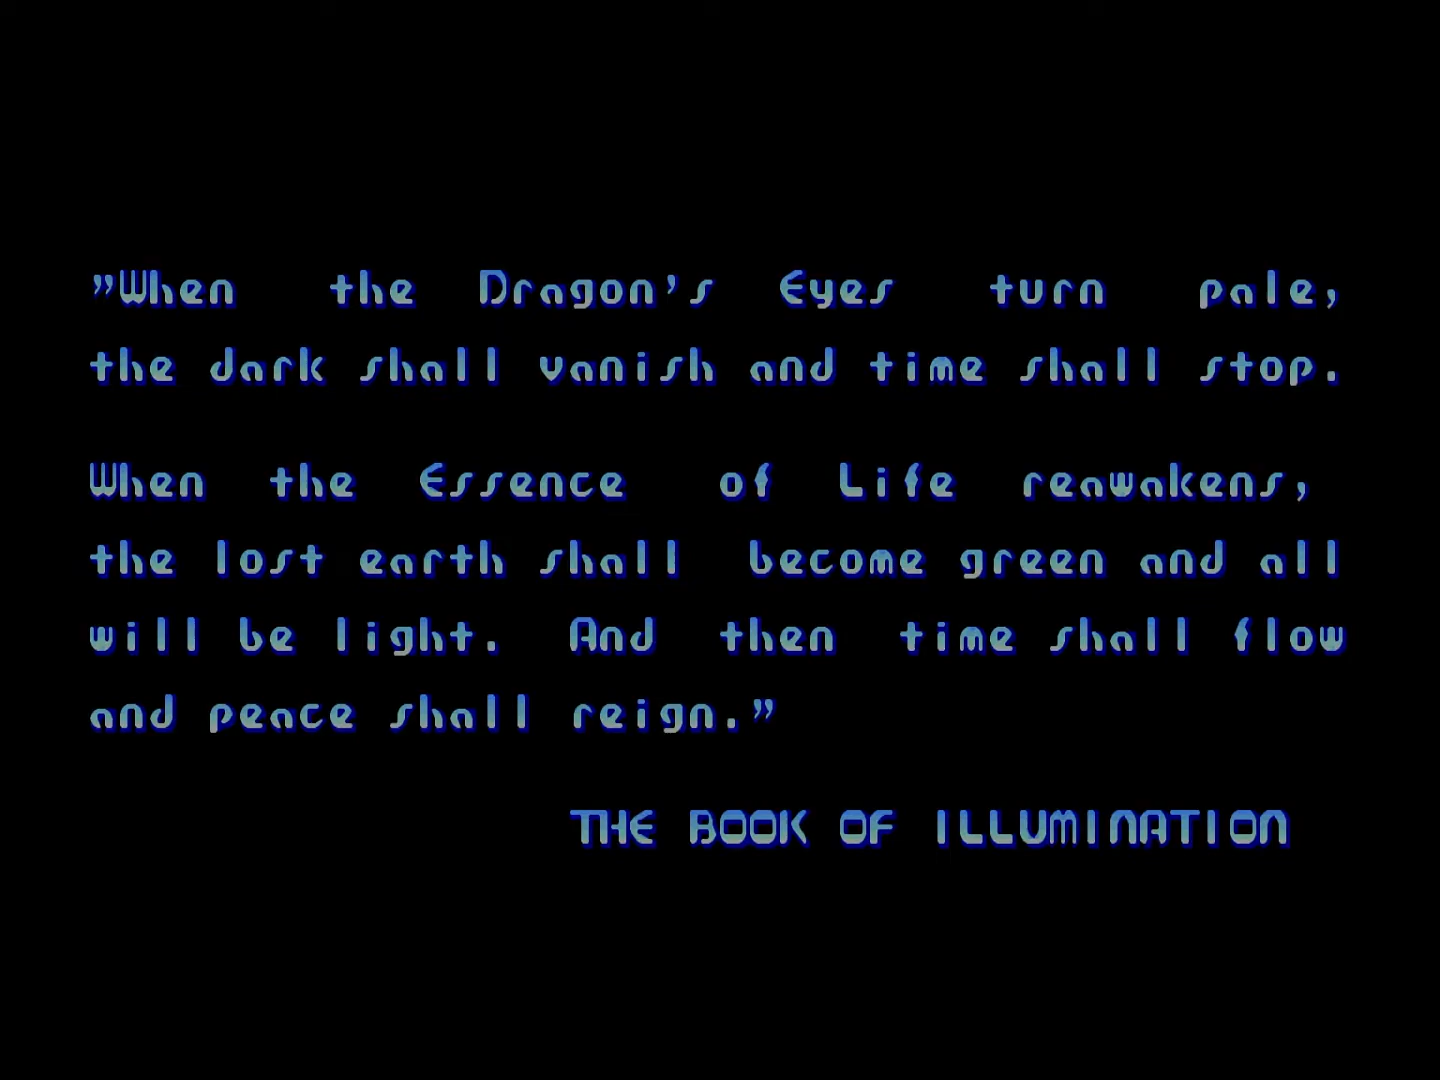 "When the Dragon's Eyes turn pale,
the dark shall vanish and time shall stop.
When the Essence of Life reawakens,
the lost earth shall become green and all
will be light. And then time shall flow
and peace shall reign."
THE BOOK OF ILLUMINATION